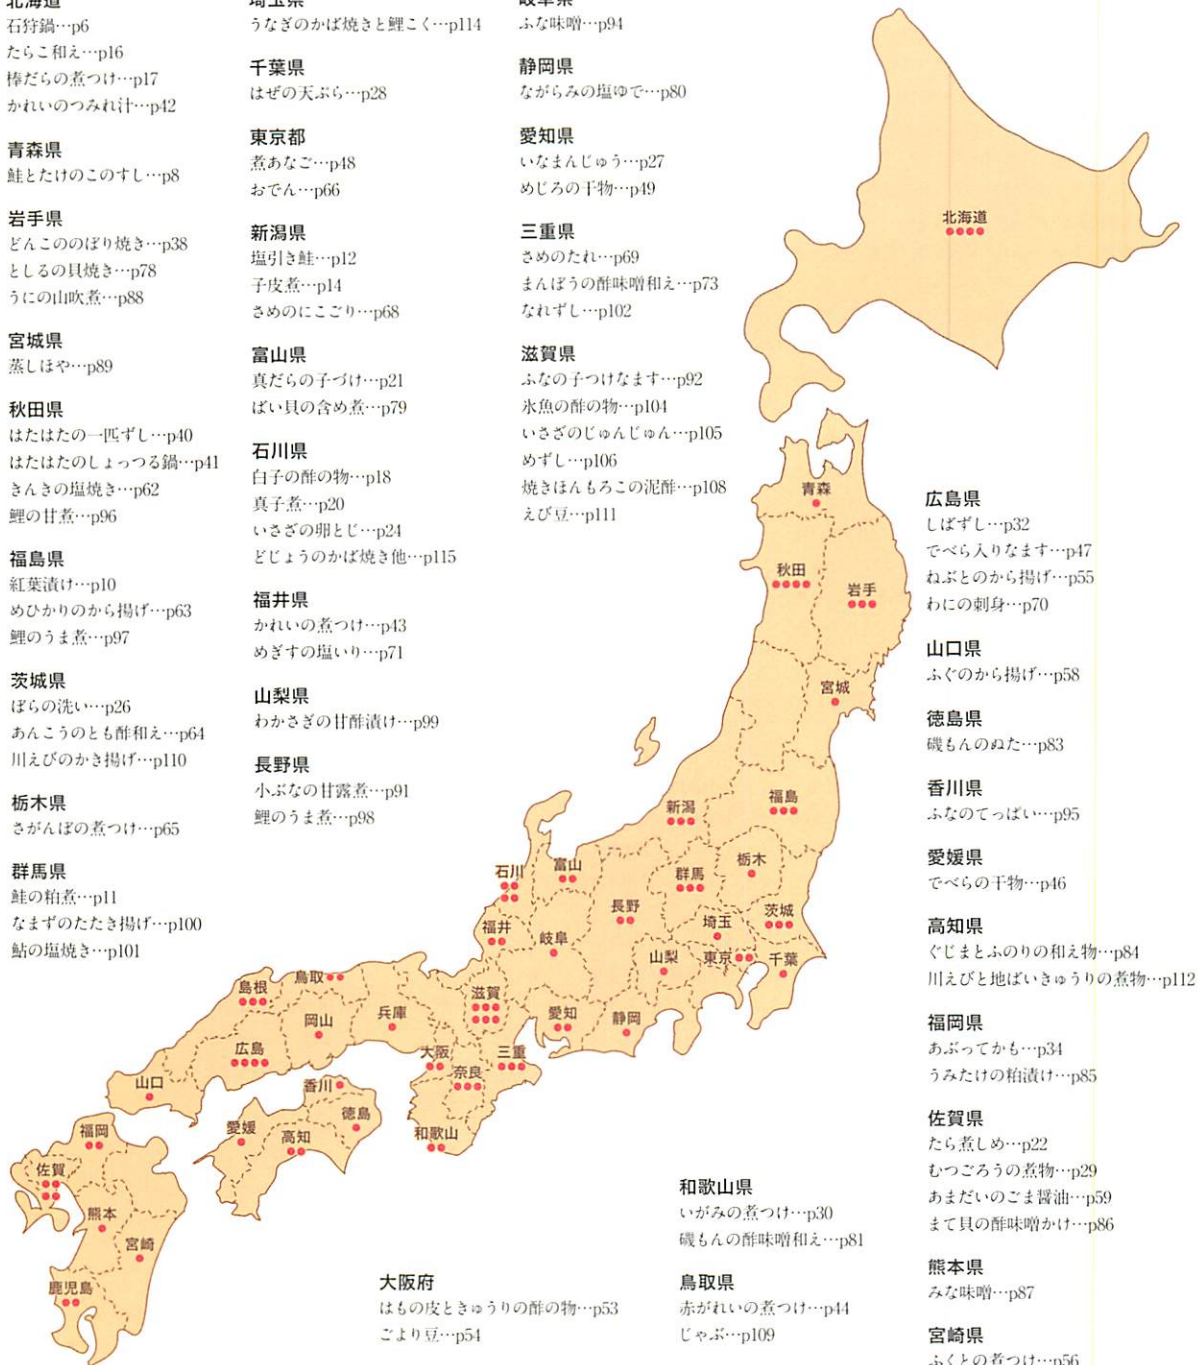 北海道
石狩鍋…p6
たらこ和え…p16
棒だらの煮つけ…p17
かれいのつみれ汁…p42
青森県
鮭とたけのこのすし…p8
岩手県
どんこののぼり焼き…p38
としるの貝焼き…p78
うにの山吹煮…p88
宮城県
蒸しほや…p89
秋田県
はたはたの一匹ずし…p40
はたはたのしょっつる鍋…p41
きんきの塩焼き…p62
鯉の甘煮…p96
福島県
紅葉漬け…p10
めひかりのから揚げ…p63
鯉のうま煮…p97
茨城県
ぼらの洗い…p26
あんこうのとも酢和え…p64
川えびのかき揚げ…p110
栃木県
さがんぼの煮つけ…p65
群馬県
鮭の粕煮…p11
なまずのたたき揚げ…p100
鮎の塩焼き…p101
埼玉県
うなぎのかば焼きと鯉こく…p114
千葉県
はぜの天ぷら…p28
東京都
煮あなご…p48
おでん…p66
新潟県
塩引き鮭…p12
子皮煮…p14
さめのにこごり…p68
富山県
真だらの子づけ…p21
ばい貝の含め煮…p79
石川県
白子の酢の物…p18
真子煮…p20
いさざの卵とじ…p24
どじょうのかば焼き他…p115
福井県
かれいの煮つけ…p43
めぎすの塩いり…p71
山梨県
わかさぎの甘酢漬け…p99
長野県
小ぶなの甘露煮…p91
鯉のうま煮…p98
岐阜県
ふな味噌…p94
静岡県
ながらみの塩ゆで…p80
愛知県
いなまんじゅう…p27
めじろの干物…p49
三重県
さめのたれ…p69
まんぼうの酢味噌和え…p73
なれずし…p102
滋賀県
ふなの子つけなます…p92
氷魚の酢の物…p104
いさざのじゅんじゅん…p105
めずし…p106
焼きほんもろこの泥酢…p108
えび豆…p111
広島県
しばずし…p32
でべら入りなます…p47
ねぶとのから揚げ…p55
わにの刺身…p70
山口県
ふぐのから揚げ…p58
徳島県
磯もんのぬた…p83
香川県
ふなのてっぱい…p95
愛媛県
でべらの干物…p46
高知県
ぐじまとふのりの和え物…p84
川えびと地ばいきゅうりの煮物…p112
福岡県
あぶってかも…p34
うみたけの粕漬け…p85
佐賀県
たら煮しめ…p22
むつごろうの煮物…p29
あまだいのごま醤油…p59
まて貝の酢味噌かけ…p86
熊本県
みな味噌…p87
宮崎県
ふくとの煮つけ…p56
和歌山県
いがみの煮つけ…p30
磯もんの酢味噌和え…p81
鳥取県
赤がれいの煮つけ…p44
じゃぶ…p109
大阪府
はもの皮ときゅうりの酢の物…p53
ごより豆…p54
北海道
青森
秋田
岩手
宮城
新潟
福島
石川
富山
群馬
栃木
長野
茨城
福井
埼玉
岐阜
山梨
東京
千葉
島根
鳥取
滋賀
岡山
兵庫
愛知
静岡
広島
大阪
三重
奈良
山口
香川
徳島
愛媛
高知
和歌山
福岡
佐賀
熊本
宮崎
鹿児島